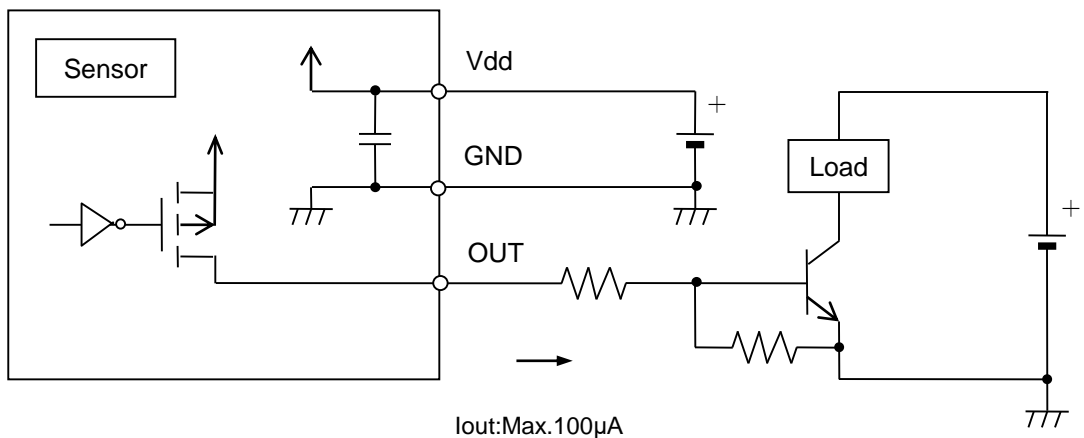 Sensor
Vdd
+
GND
Load
+
OUT
Iout:Max.100μA